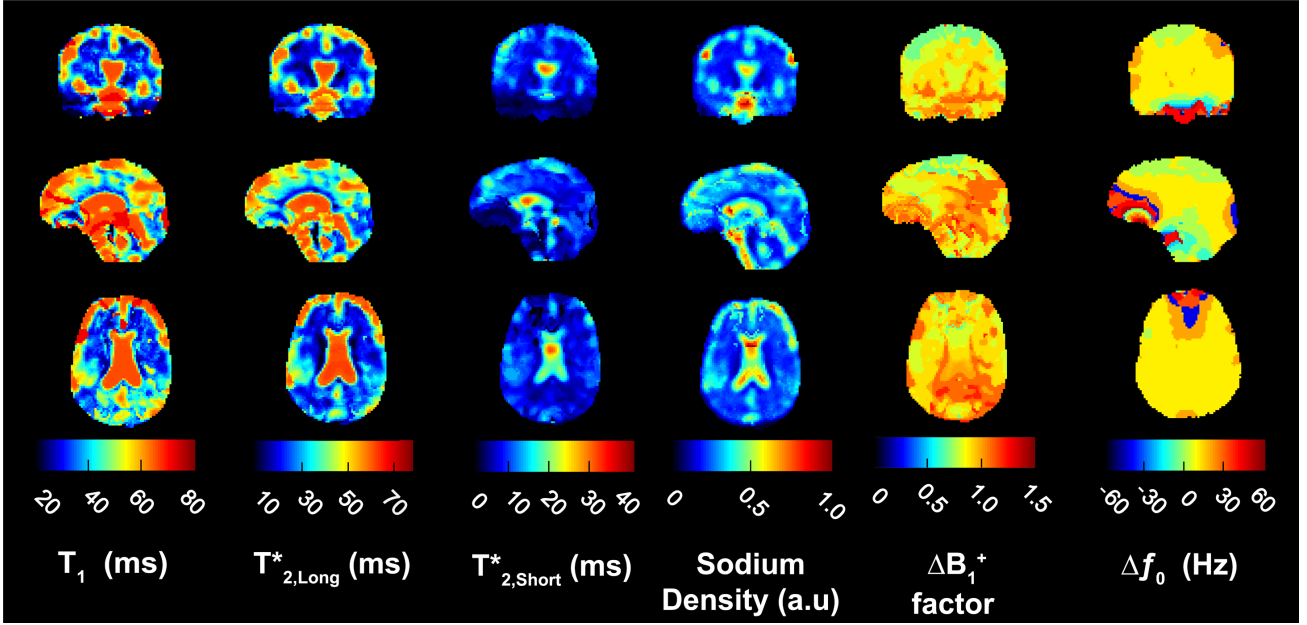 20 40 60 80
10 30 50 70
0 10 20 30 40
0 0.5 1.0
0 0.5 1.0 1.5
-60 -30 0 30 60
T1 (ms)
T*2,Long (ms)
T*2,Short (ms)
Sodium
Density (a.u)
ΔB1+
factor
Δf0 (Hz)